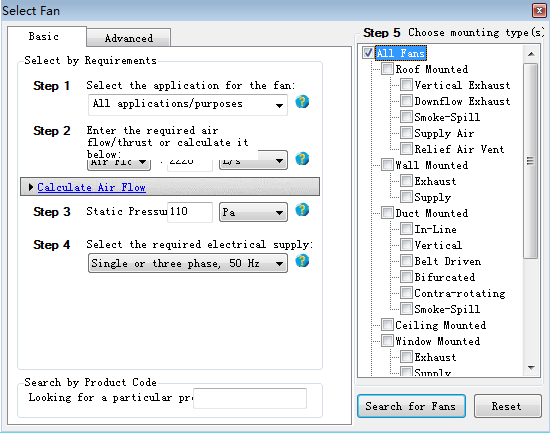 Select Fan
Basic
Advanced
Select by Requirements
Step 1
Select the application for the fan:
All applications/purposes
Step 2
Enter the required air
flow/thrust or calculate it
below:
L/s
Calculate Air Flow
Step 3
Static Pressu
110
Pa
Step 4
Select the required electrical supply:
Single or three phase, 50 Hz
Search by Product Code
Looking for a particular pr
Step 5 Choose mounting type(s)
All Fans
Roof Mounted
Vertical Exhaust
Downflow Exhaust
Smoke-Spill
Supply Air
Relief Air Vent
Wall Mounted
Exhaust
Supply
Duct Mounted
In-Line
Vertical
Belt Driven
Bifurcated
Contra-rotating
Smoke-Spill
Ceiling Mounted
Window Mounted
Exhaust
Supply
Search for Fans
Reset